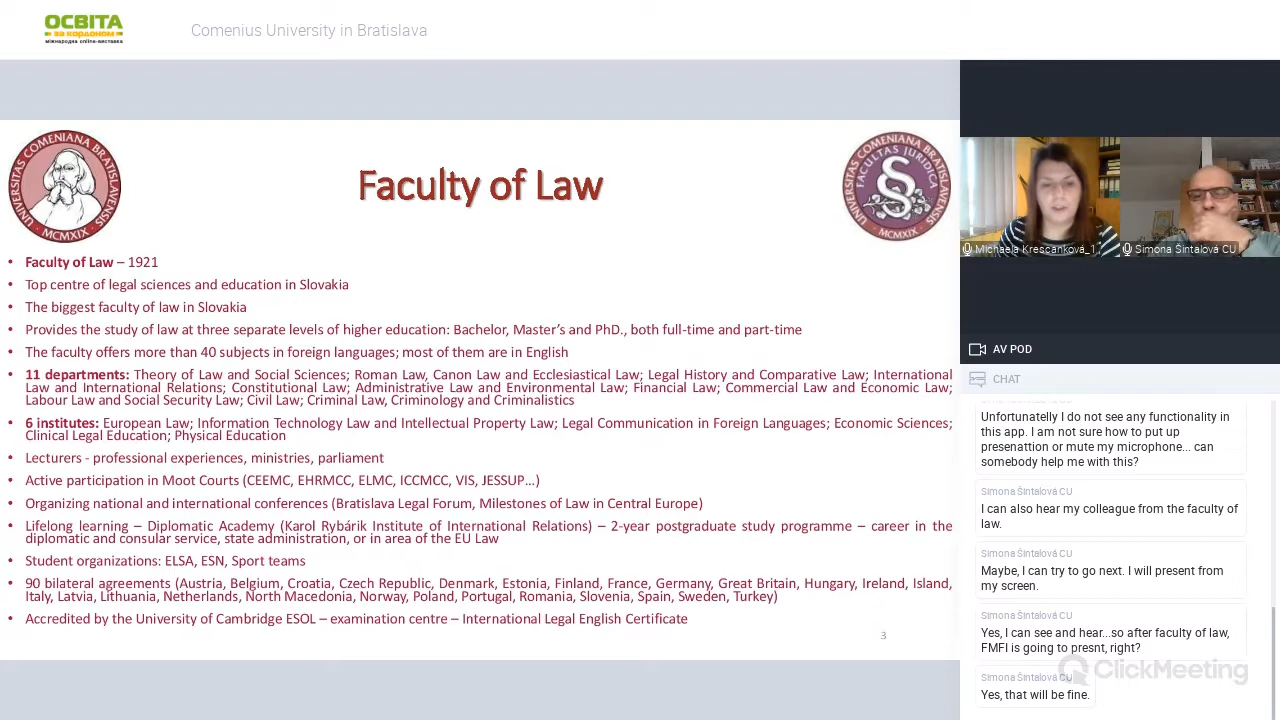 ОСВІТА
за кордоном
міжнародна online-виставка
Comenius University in Bratislava
UNIVERSITAS COMENIANA BRATISLAVENSIS
MCMXIX
Faculty of Law
UNIVERSITAS COMENIANA BRATISLAVENSIS
FACULTAS JURIDICA
MCMXIX
• Faculty of Law – 1921
• Top centre of legal sciences and education in Slovakia
• The biggest faculty of law in Slovakia
• Provides the study of law at three separate levels of higher education: Bachelor, Master's and PhD., both full-time and part-time
• The faculty offers more than 40 subjects in foreign languages; most of them are in English
• 11 departments: Theory of Law and Social Sciences; Roman Law, Canon Law and Ecclesiastical Law; Legal History and Comparative Law; International
Law and International Relations; Constitutional Law; Administrative Law and Environmental Law; Financial Law; Commercial Law and Economic Law;
Labour Law and Social Security Law; Civil Law; Criminal Law, Criminology and Criminalistics
• 6 institutes: European Law; Information Technology Law and Intellectual Property Law; Legal Communication in Foreign Languages; Economic Sciences;
Clinical Legal Education; Physical Education
• Lecturers - professional experiences, ministries, parliament
• Active participation in Moot Courts (CEEMC, EHRMCC, ELMC, ICCMCC, VIS, JESSUP...)
• Organizing national and international conferences (Bratislava Legal Forum, Milestones of Law in Central Europe)
• Lifelong learning – Diplomatic Academy (Karol Rybárik Institute of International Relations) – 2-year postgraduate study programme – career in the
diplomatic and consular service, state administration, or in area of the EU Law
• Student organizations: ELSA, ESN, Sport teams
• 90 bilateral agreements (Austria, Belgium, Croatia, Czech Republic, Denmark, Estonia, Finland, France, Germany, Great Britain, Hungary, Ireland, Island,
Italy, Latvia, Lithuania, Netherlands, North Macedonia, Norway, Poland, Portugal, Romania, Slovenia, Spain, Sweden, Turkey)
• Accredited by the University of Cambridge ESOL – examination centre – International Legal English Certificate
3
Michaela Kresčanková_1
Simona Šintalová CU
AV POD
CHAT
Unfortunatelly I do not see any functionality in
this app. I am not sure how to put up
presenattion or mute my microphone... can
somebody help me with this?
Simona Šintalová CU
I can also hear my colleague from the faculty of
law.
Simona Šintalová CU
Maybe, I can try to go next. I will present from
my screen.
Simona Šintalová CU
Yes, I can see and hear...so after faculty of law,
FMFI is going to presnt, right?
Simona Šintalová CU
Yes, that will be fine.
ClickMeeting